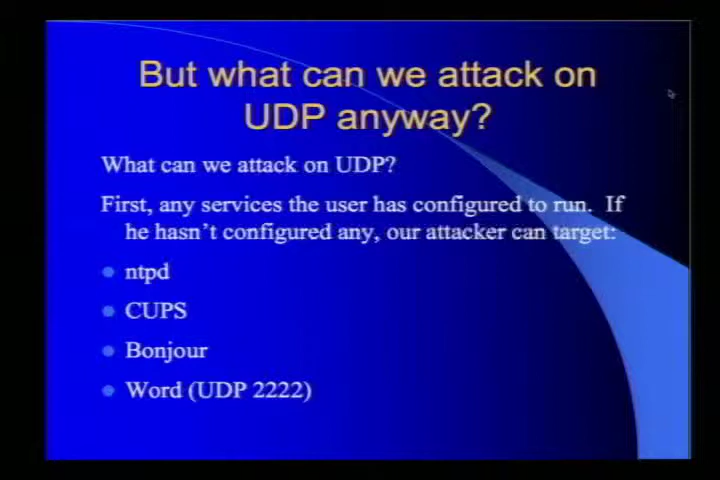 But what can we attack on
UDP anyway?
What can we attack on UDP?
First, any services the user has configured to run.  If
he hasn't configured any, our attacker can target:
ntpd
CUPS
Bonjour
Word (UDP 2222)